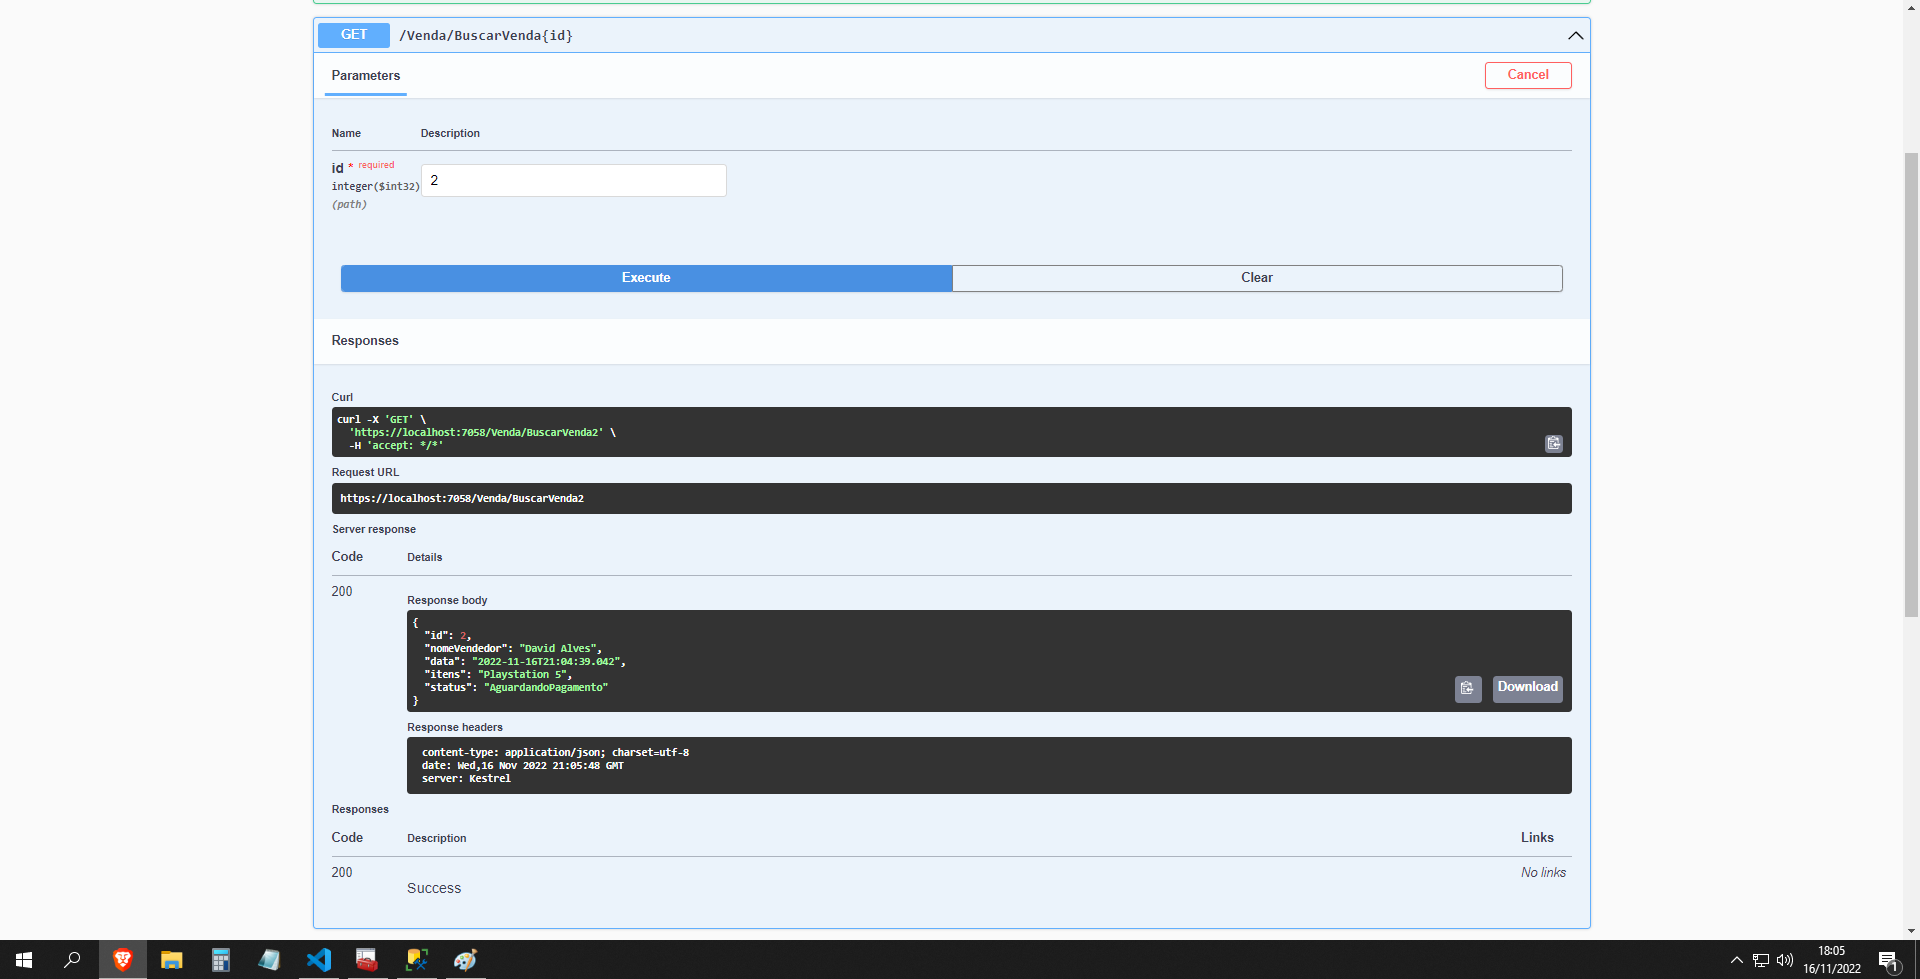 GET /Venda/BuscarVenda{id}
Parameters
Cancel
Name Description
id * required
integer($int32)
(path)
2
Execute Clear
Responses
Curl
curl -X 'GET' \
'https://localhost:7058/Venda/BuscarVenda2' \
-H 'accept: */*'
Request URL
https://localhost:7058/Venda/BuscarVenda2
Server response
Code Details
200
Response body
{
"id": 2,
"nomeVendedor": "David Alves",
"data": "2022-11-16T21:04:39.042",
"itens": "Playstation 5",
"status": "AguardandoPagamento"
}
Download
Response headers
content-type: application/json; charset=utf-8
date: Wed,16 Nov 2022 21:05:48 GMT
server: Kestrel
Responses
Code Description Links
200 No links
Success
18:05
16/11/2022
1